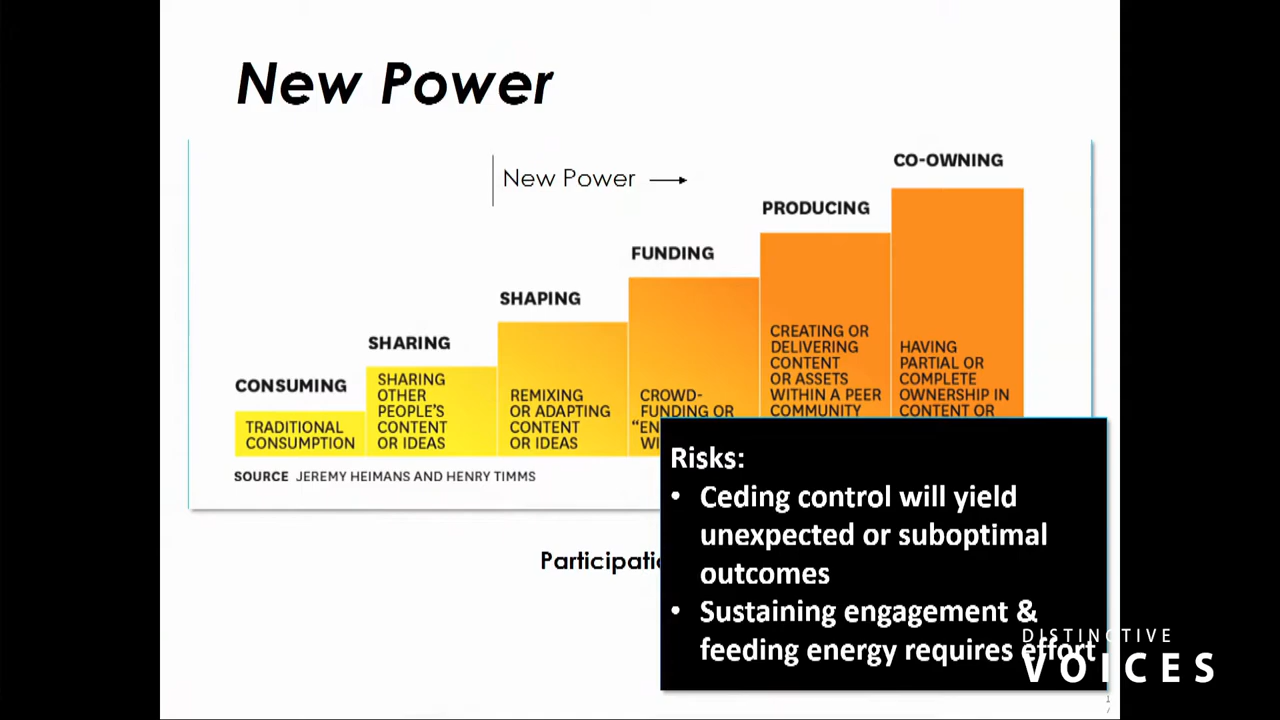 New Power
New Power
CO-OWNING
PRODUCING
FUNDING
SHAPING
SHARING
CONSUMING
TRADITIONAL
CONSUMPTION
SHARING
OTHER
PEOPLE'S
CONTENT
OR IDEAS
REMIXING
OR ADAPTING
CONTENT
OR IDEAS
CROWD-
FUNDING OR
CREATING OR
DELIVERING
CONTENT
OR ASSETS
WITHIN A PEER
COMMUNITY
HAVING
PARTIAL OR
COMPLETE
OWNERSHIP IN
CONTENT OR
SOURCE JEREMY HEIMANS AND HENRY TIMMS
Risks:
• Ceding control will yield
unexpected or suboptimal
outcomes
• Sustaining engagement &
feeding energy requires effort
DISTINCTIVE
VOICES